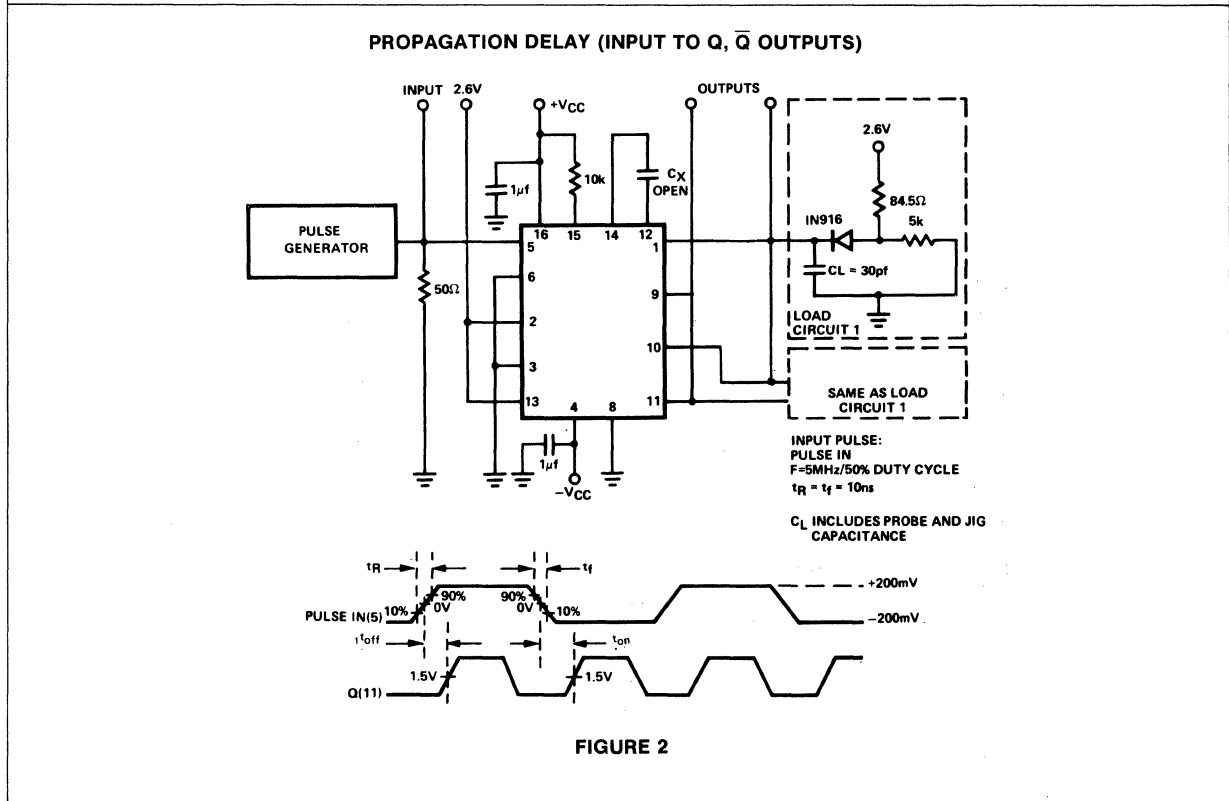 PROPAGATION DELAY (INPUT TO Q, Q̅ OUTPUTS)
INPUT 2.6V
+VCC
OUTPUTS
2.6V
1μf
10k
CX
OPEN
84.5Ω
IN916
5k
PULSE
GENERATOR
16 15 14 12
5
1
6
50Ω
CL = 30pf
9
2
LOAD
CIRCUIT 1
10
3
SAME AS LOAD
CIRCUIT 1
13
4
8
11
1μf
−VCC
INPUT PULSE:
PULSE IN
F=5MHz/50% DUTY CYCLE
tR = tf = 10ns
CL INCLUDES PROBE AND JIG
CAPACITANCE
tR
tf
+200mV
90%
0V
90%
0V
10%
10%
PULSE IN(5)
−200mV
1toff
ton
1.5V
1.5V
Q(11)
FIGURE 2